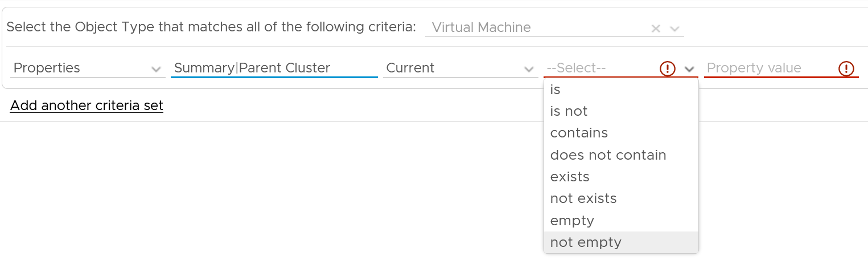 Select the Object Type that matches all of the following criteria: Virtual Machine
Properties Summary|Parent Cluster Current --Select-- Property value
is
Add another criteria set
is not
contains
does not contain
exists
not exists
empty
not empty